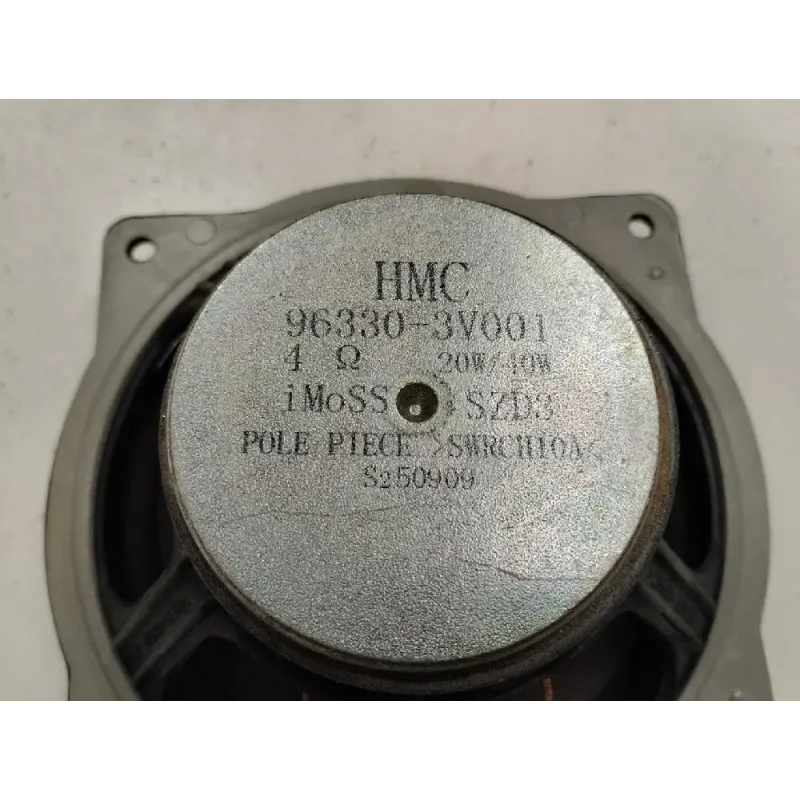 HMC
96330-3V001
4 Ω 20W/40W
iMoSS SZD3
POLE PIECE >SWRCH10A<
S250909